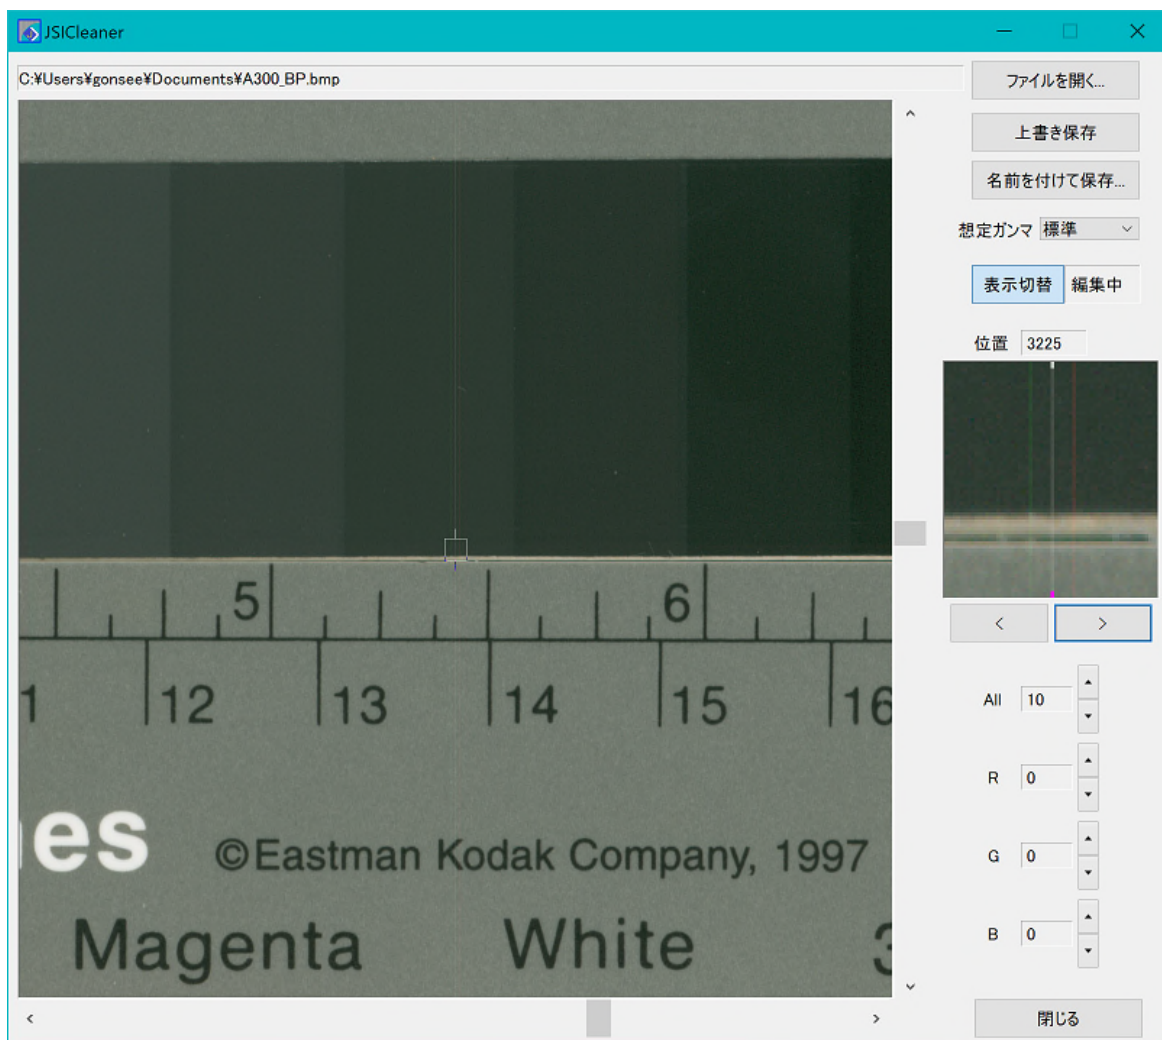 JSICleaner
C:¥Users¥gonsee¥Documents¥A300_BP.bmp
ファイルを開く...
上書き保存
名前を付けて保存...
想定ガンマ 標準
表示切替 編集中
位置 3225
5 6
1 12 13 14 15 16
es
©Eastman Kodak Company, 1997
Magenta White 3
< >
All 10
R 0
G 0
B 0
閉じる